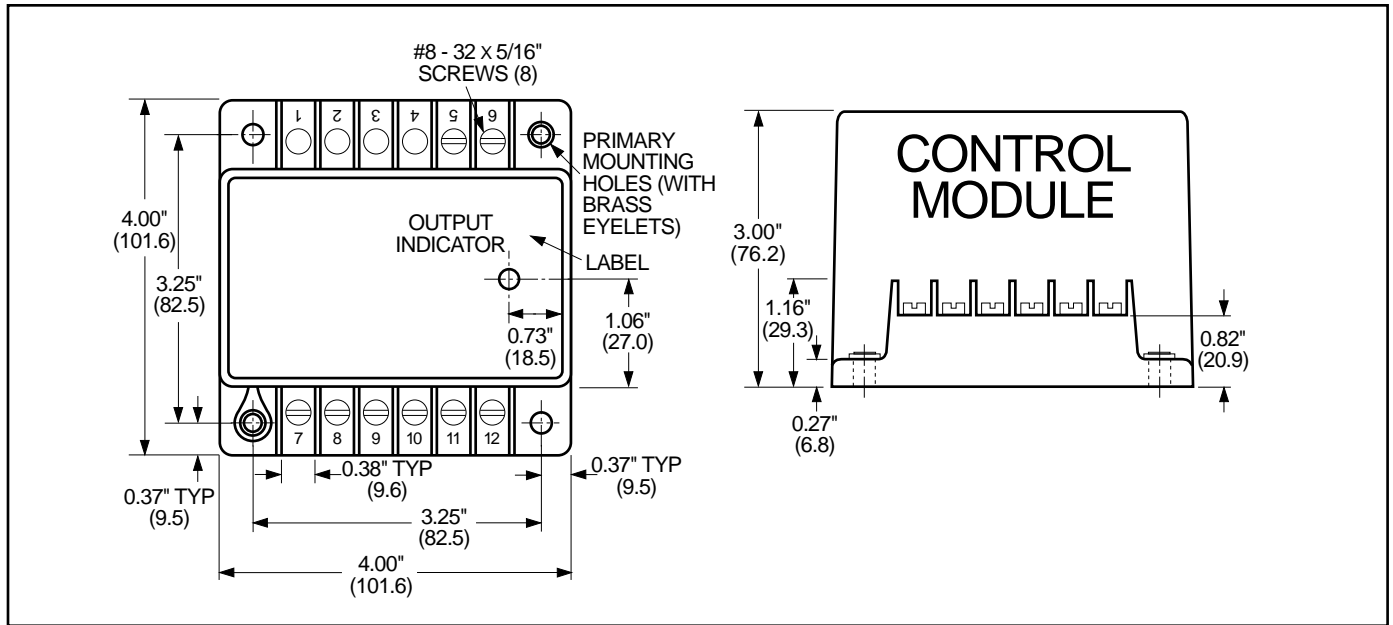 #8 - 32 X 5/16"
SCREWS (8)
1
2
3
4
5
6
PRIMARY
MOUNTING
HOLES (WITH
BRASS
EYELETS)
OUTPUT
INDICATOR
LABEL
4.00"
(101.6)
3.25"
(82.5)
0.73"
(18.5)
1.06"
(27.0)
7
8
9
10
11
12
0.37" TYP
(9.5)
0.38" TYP
(9.6)
0.37" TYP
(9.5)
3.25"
(82.5)
4.00"
(101.6)
CONTROL
MODULE
3.00"
(76.2)
1.16"
(29.3)
0.82"
(20.9)
0.27"
(6.8)